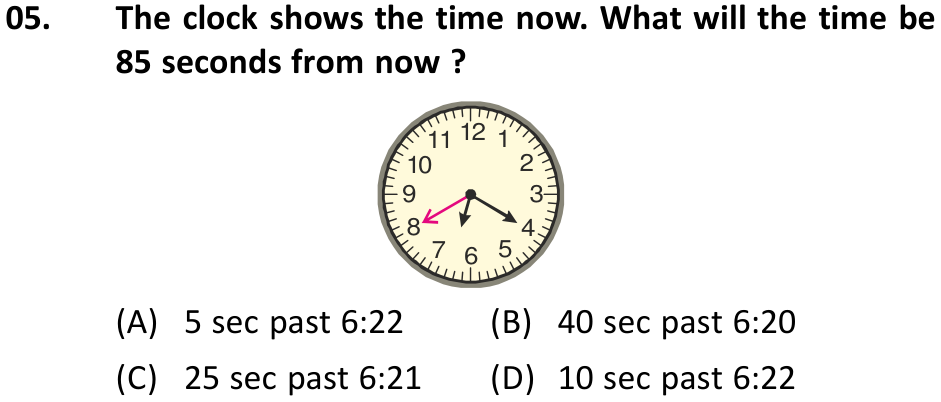 05. The clock shows the time now. What will the time be
85 seconds from now ?
12
11 1
10 2
9 3
8 4
7 5
6
(A) 5 sec past 6:22 (B) 40 sec past 6:20
(C) 25 sec past 6:21 (D) 10 sec past 6:22